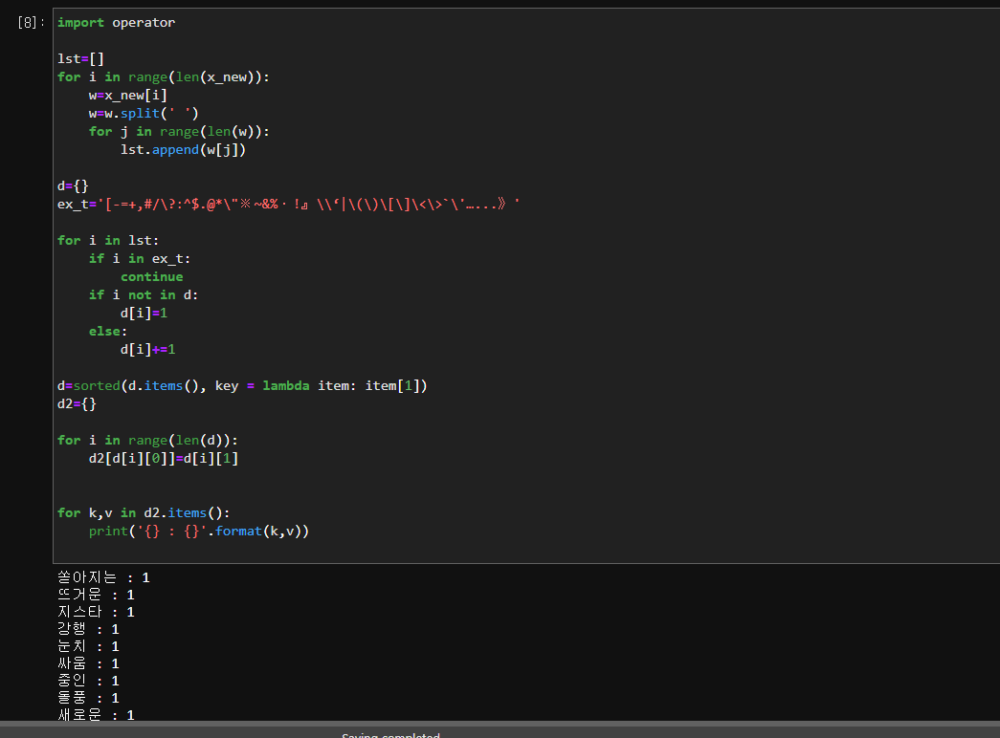 [8]:
import operator
lst=[]
for i in range(len(x_new)):
    w=x_new[i]
    w=w.split(' ')
    for j in range(len(w)):
        lst.append(w[j])
d={}
ex_t='[-=+,#/\?:^$.@*\"※~&%ㆍ!』\\‘|\(\)\[\]\<\>`\'…...》'
for i in lst:
    if i in ex_t:
        continue
    if i not in d:
        d[i]=1
    else:
        d[i]+=1
d=sorted(d.items(), key = lambda item: item[1])
d2={}
for i in range(len(d)):
    d2[d[i][0]]=d[i][1]
for k,v in d2.items():
    print('{} : {}'.format(k,v))
쏟아지는 : 1
뜨거운 : 1
지스타 : 1
강행 : 1
눈치 : 1
싸움 : 1
중인 : 1
돌풍 : 1
새로운 : 1
Saving completed